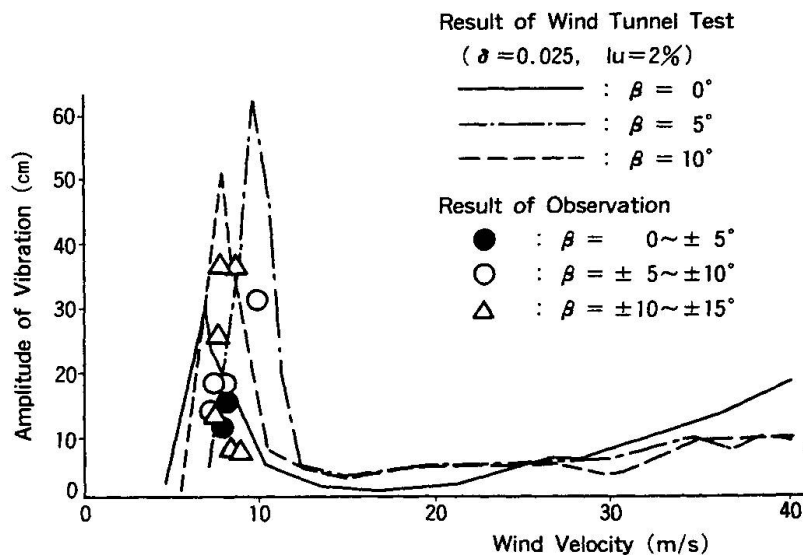 Result of Wind Tunnel Test
(δ=0.025, Iu=2%)
: β = 0°
: β = 5°
: β = 10°
Result of Observation
: β = 0~± 5°
: β = ± 5~±10°
: β = ±10~±15°
Amplitude of Vibration (cm)
60
50
40
30
20
10
0
0
10
20
30
40
Wind Velocity (m/s)